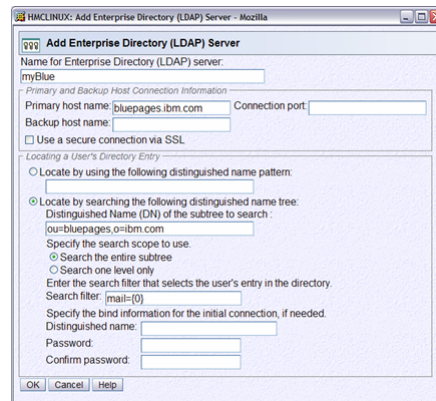 HMCLINUX: Add Enterprise Directory (LDAP) Server - Mozilla
Add Enterprise Directory (LDAP) Server
Name for Enterprise Directory (LDAP) server:
myBlue
Primary and Backup Host Connection Information
Primary host name: bluepages.ibm.com Connection port:
Backup host name:
Use a secure connection via SSL
Locating a User's Directory Entry
Locate by using the following distinguished name pattern:
Locate by searching the following distinguished name tree:
Distinguished Name (DN) of the subtree to search :
ou=bluepages,o=ibm.com
Specify the search scope to use.
Search the entire subtree
Search one level only
Enter the search filter that selects the user's entry in the directory.
Search filter: mail={0}
Specify the bind information for the initial connection, if needed.
Distinguished name:
Password:
Confirm password:
OK Cancel Help